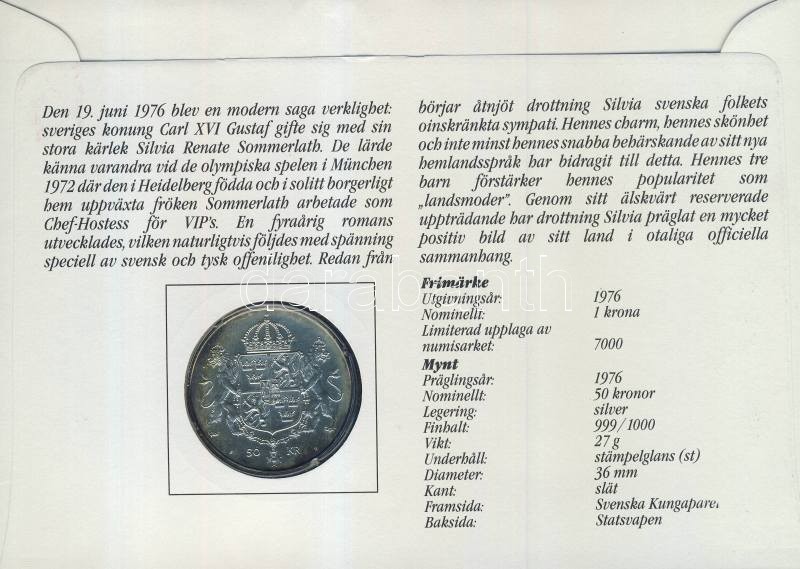 Den 19. juni 1976 blev en modern saga verklighet:
sveriges konung Carl XVI Gustaf gifte sig med sin
stora kärlek Silvia Renate Sommerlath. De lärde
känna varandra vid de olympiska spelen i München
1972 där den i Heidelberg födda och i solitt borgerligt
hem uppväxta fröken Sommerlath arbetade som
Chef-Hostess för VIP's. En fyraårig romans
utvecklades, vilken naturligtvis följdes med spänning
speciell av svensk och tysk offenilighet. Redan från
börjar åtnjöt drottning Silvia svenska folkets
oinskränkta sympati. Hennes charm, hennes skönhet
och inte minst hennes snabba behärskande av sitt nya
hemlandsspråk har bidragit till detta. Hennes tre
barn förstärker hennes popularitet som
„landsmoder”. Genom sitt älskvärt reserverade
uppträdande har drottning Silvia präglat en mycket
positiv bild av sitt land i otaliga officiella
sammanhang.
Frimärke
Utgivningsår: 1976
Nominellt: 1 krona
Limiterad upplaga av
numisarket: 7000
Mynt
Präglingsår: 1976
Nominellt: 50 kronor
Legering: silver
Finhalt: 999/1000
Vikt: 27 g
Underhåll: stämpelglans (st)
Diameter: 36 mm
Kant: slät
Framsida: Svenska Kungaparet
Baksida: Statsvapen
50 KR
darabanth